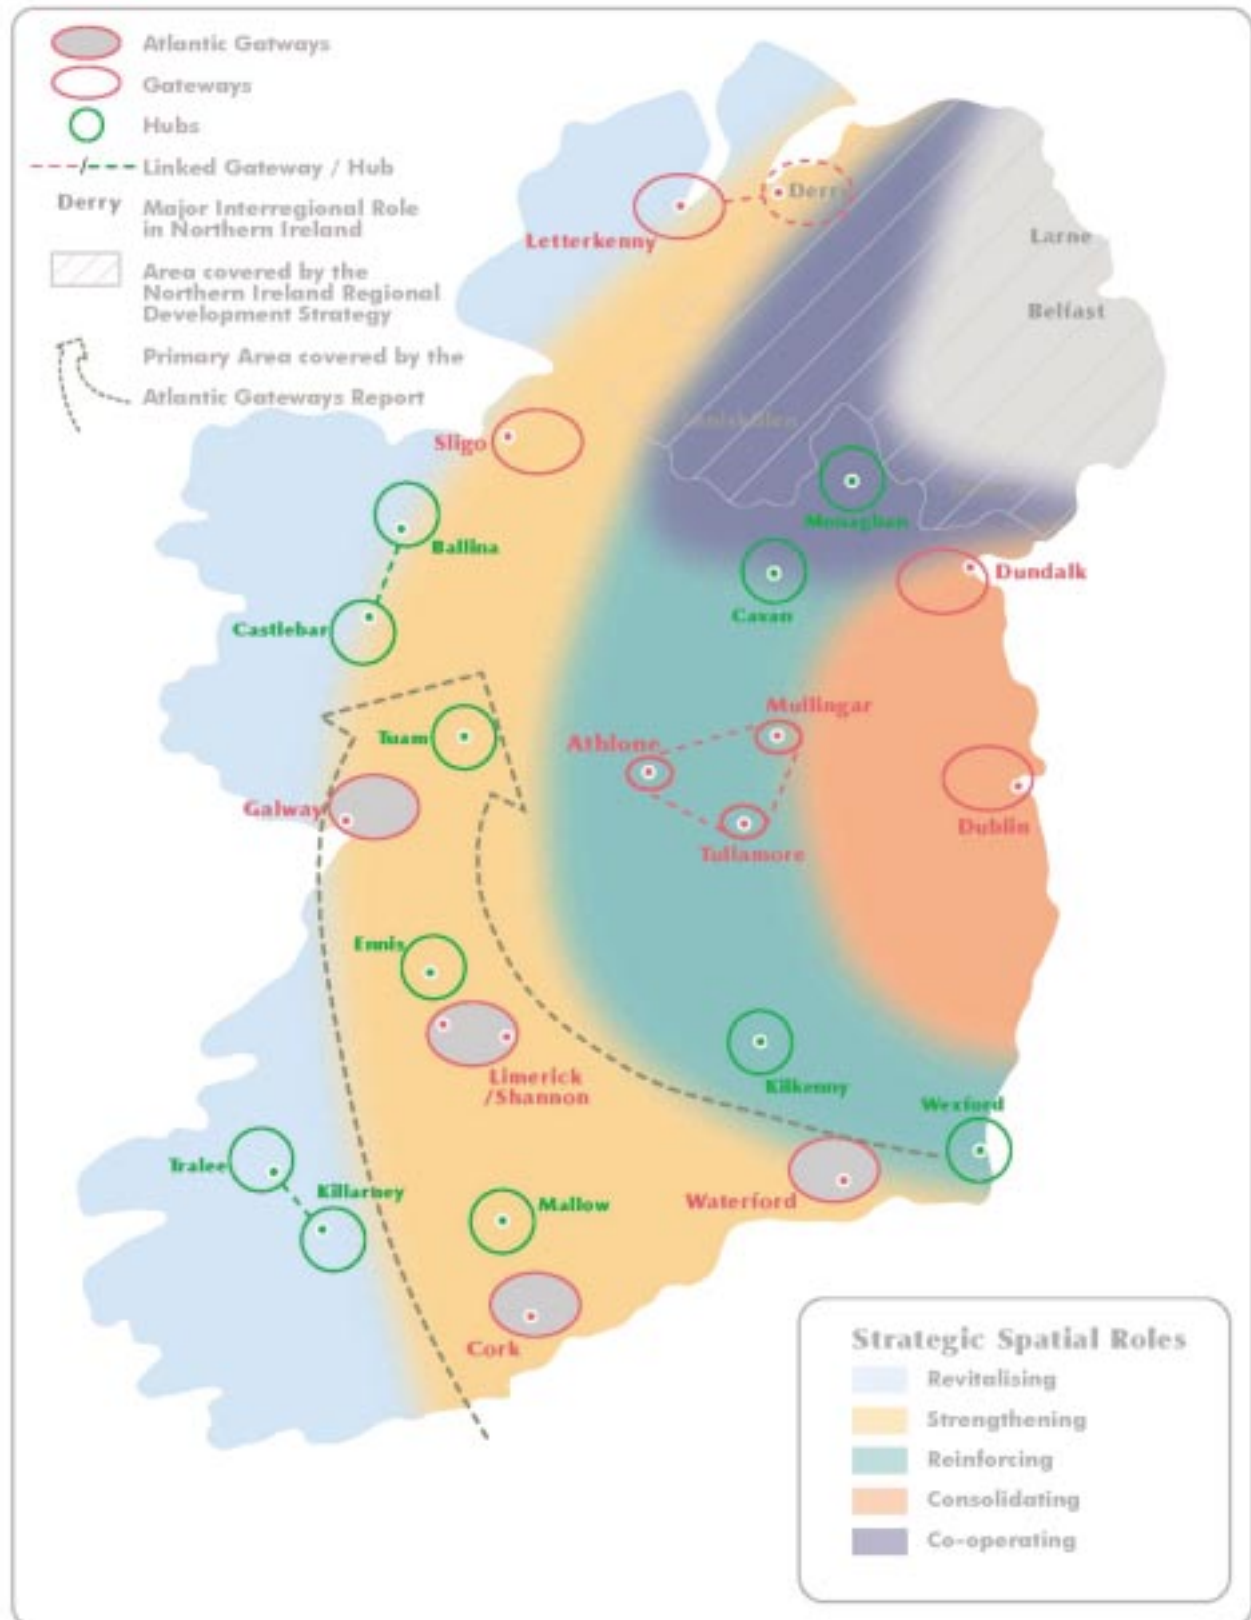 Atlantic Gatways
Gateways
Hubs
Linked Gateway / Hub
Derry
Major Interregional Role
in Northern Ireland
Area covered by the
Northern Ireland Regional
Development Strategy
Primary Area covered by the
Atlantic Gateways Report
Derry
Letterkenny
Larne
Belfast
Enniskillen
Sligo
Monaghan
Ballina
Dundalk
Cavan
Castlebar
Mullingar
Tuam
Athlone
Galway
Dublin
Tullamore
Ennis
Limerick
/Shannon
Kilkenny
Wexford
Tralee
Killarney
Mallow
Waterford
Cork
Strategic Spatial Roles
Revitalising
Strengthening
Reinforcing
Consolidating
Co-operating